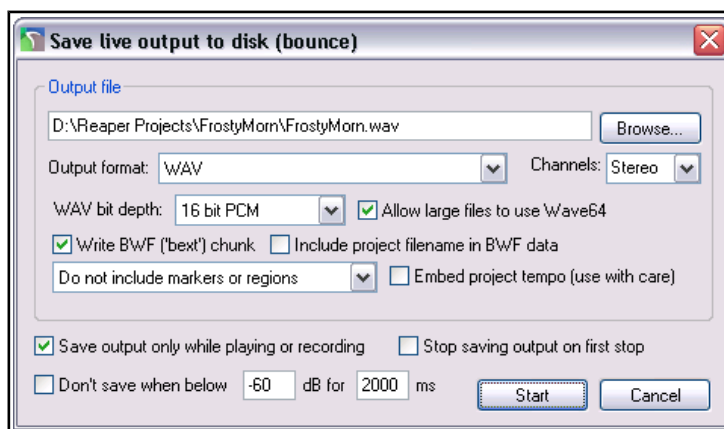 Save live output to disk (bounce)
Output file
D:\Reaper Projects\FrostyMorn\FrostyMorn.wav Browse...
Output format: WAV Channels: Stereo
WAV bit depth: 16 bit PCM Allow large files to use Wave64
Write BWF ('bext') chunk Include project filename in BWF data
Do not include markers or regions Embed project tempo (use with care)
Save output only while playing or recording Stop saving output on first stop
Don't save when below -60 dB for 2000 ms Start Cancel